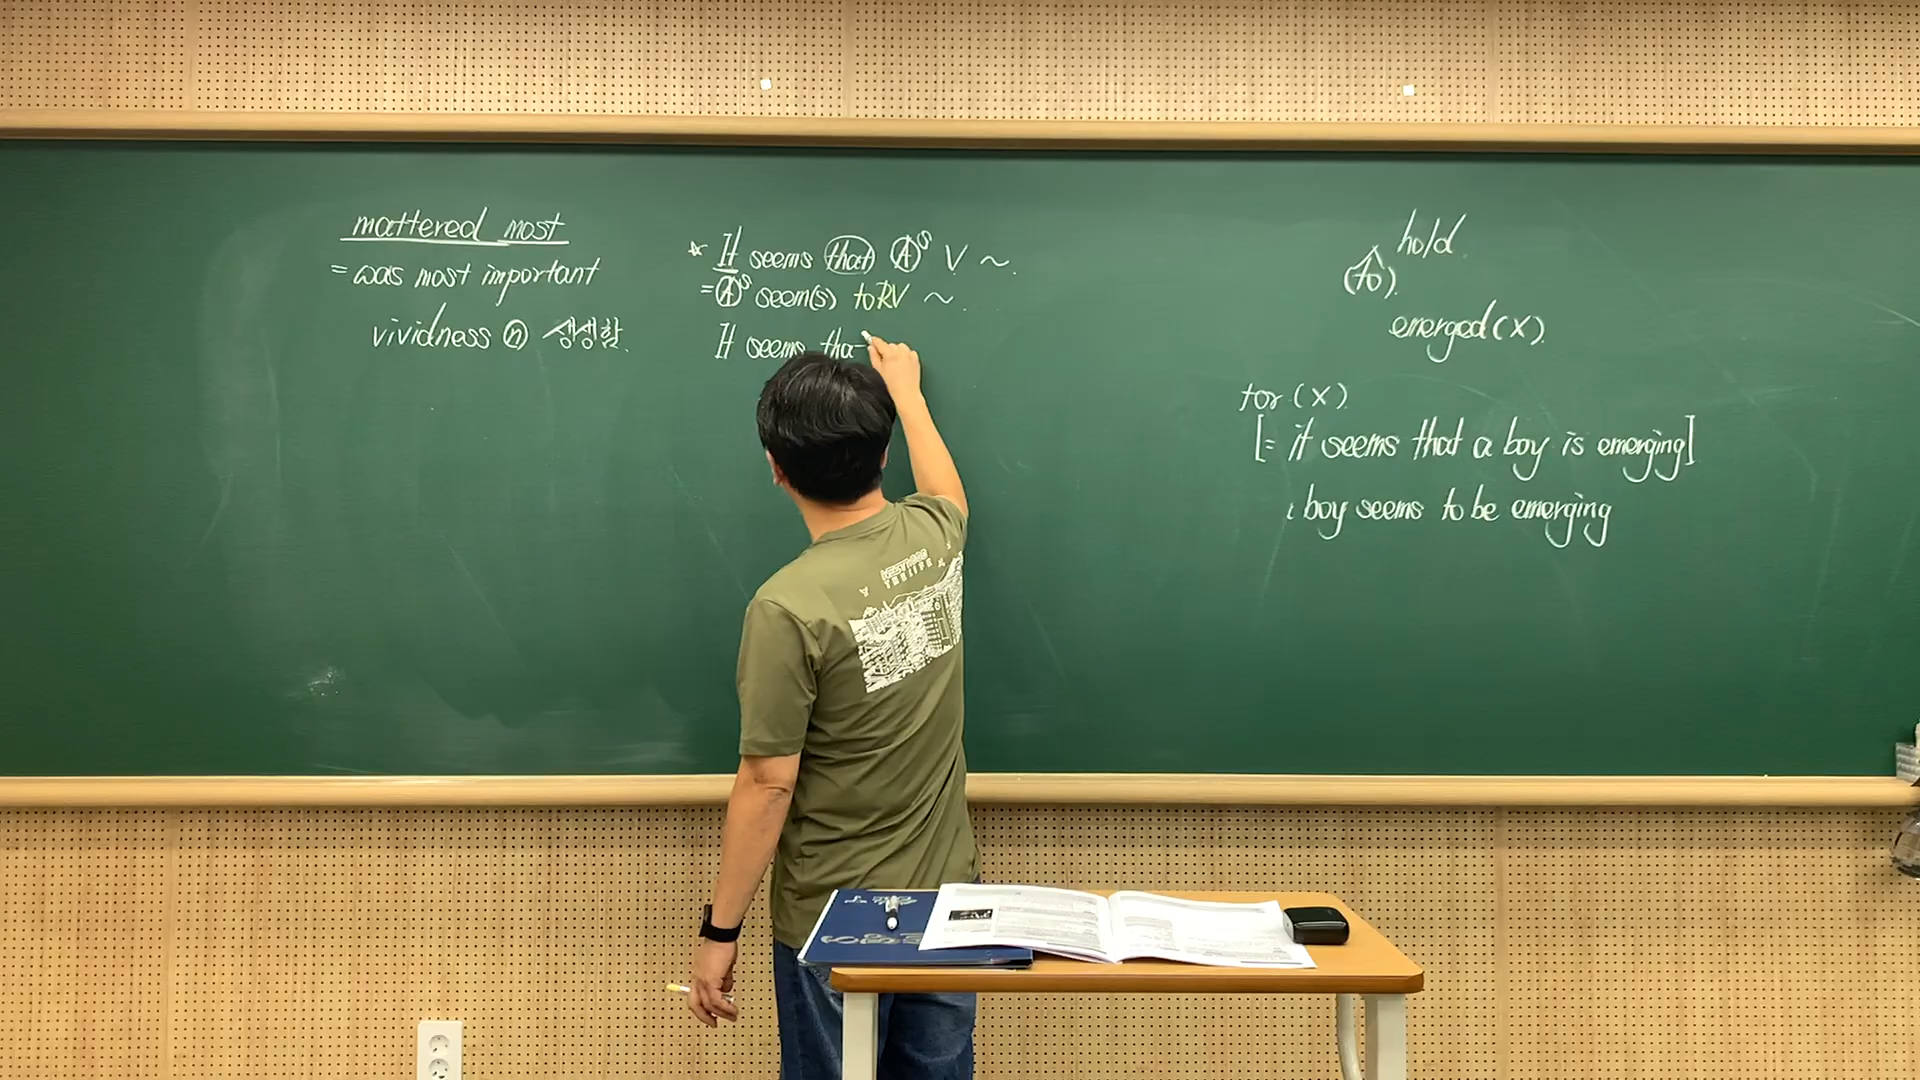 mattered most
= was most important
vividness ⓝ 생생함.
* It seems that Ⓐ S V ~.
= Ⓐ S seem(s) to RV ~.
It seems tha
hold.
(to).
emerged (X).
for (X).
[= it seems that a boy is emerging]
boy seems to be emerging